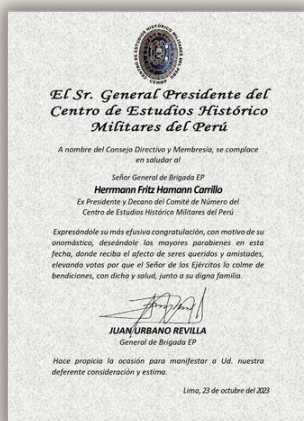 El Sr. General Presidente del
Centro de Estudios Histórico
Militares del Perú
A nombre del Consejo Directivo y Membresía, se complace
en saludar al
Señor General de Brigada EP
Herrmann Fritz Hamann Carrillo
Ex Presidente y Decano del Comité de Número del
Centro de Estudios Histórico Militares del Perú
Expresándole su más efusiva congratulación, con motivo de su
onomástico, deseándole los mayores parabienes en esta
fecha, donde reciba el afecto de seres queridos y amistades,
elevando votos por que el Señor de los Ejércitos lo colme de
bendiciones, con dicha y salud, junto a su digna familia.
JUAN URBANO REVILLA
General de Brigada EP
Hace propicia la ocasión para manifestar a Ud. nuestra
deferente consideración y estima.
Lima, 23 de octubre del 2023